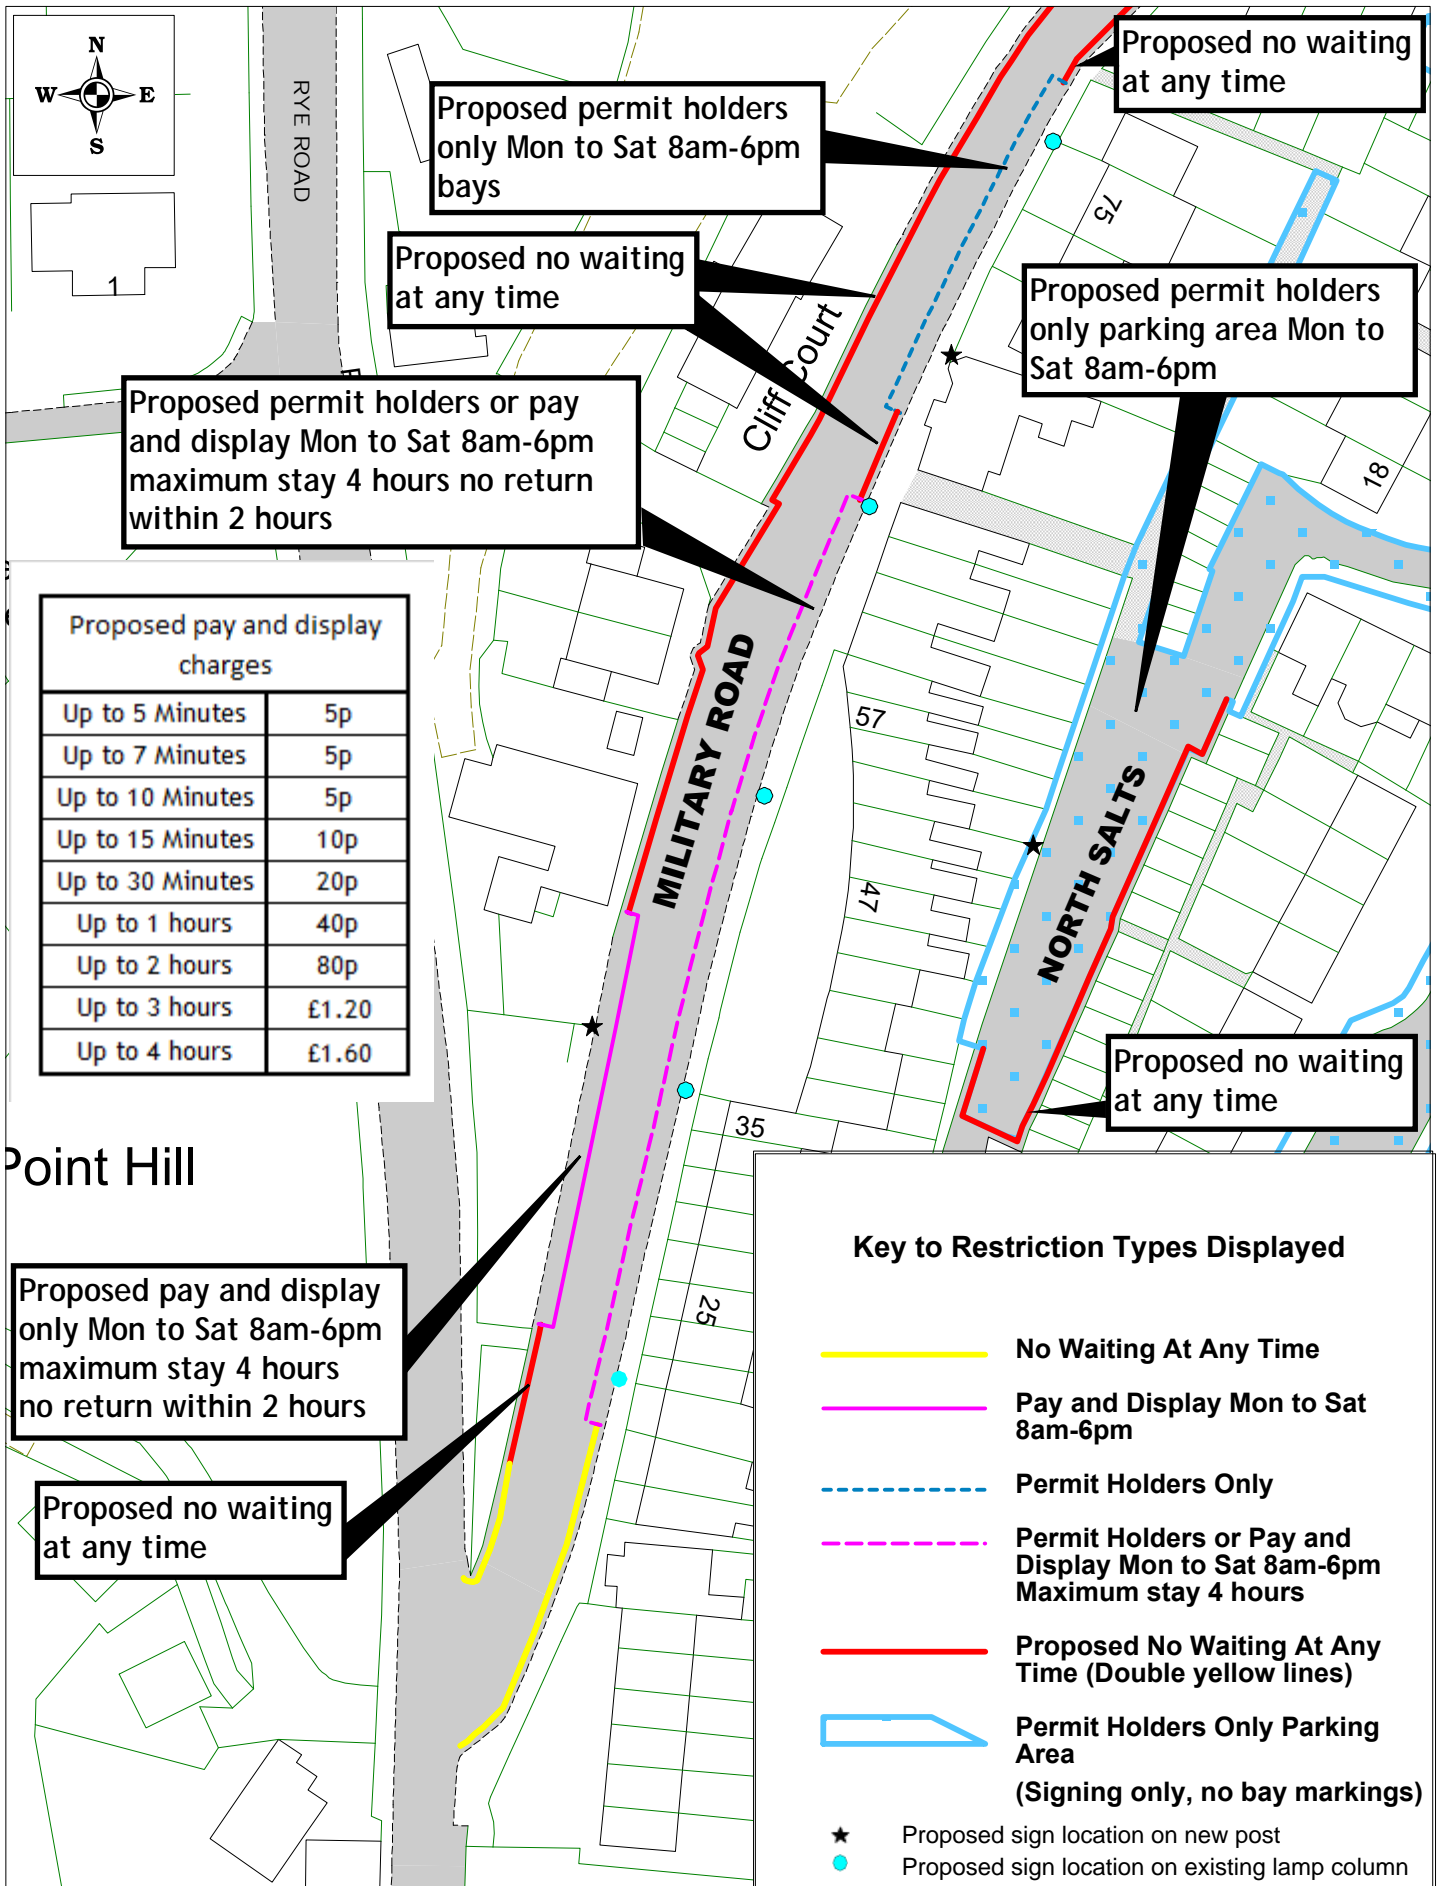 N
W E
S
RYE ROAD
1
Proposed no waiting
at any time
Proposed permit holders
only Mon to Sat 8am-6pm
bays
75
Proposed no waiting
at any time
Cliff Court
Proposed permit holders
only parking area Mon to
Sat 8am-6pm
18
Proposed permit holders or pay
and display Mon to Sat 8am-6pm
maximum stay 4 hours no return
within 2 hours
Proposed pay and display
charges
Up to 5 Minutes 5p
Up to 7 Minutes 5p
Up to 10 Minutes 5p
Up to 15 Minutes 10p
Up to 30 Minutes 20p
Up to 1 hours 40p
Up to 2 hours 80p
Up to 3 hours £1.20
Up to 4 hours £1.60
MILITARY ROAD
57
47
NORTH SALTS
Proposed no waiting
at any time
35
Point Hill
25
Proposed pay and display
only Mon to Sat 8am-6pm
maximum stay 4 hours
no return within 2 hours
Proposed no waiting
at any time
Key to Restriction Types Displayed
No Waiting At Any Time
Pay and Display Mon to Sat
8am-6pm
Permit Holders Only
Permit Holders or Pay and
Display Mon to Sat 8am-6pm
Maximum stay 4 hours
Proposed No Waiting At Any
Time (Double yellow lines)
Permit Holders Only Parking
Area
(Signing only, no bay markings)
Proposed sign location on new post
Proposed sign location on existing lamp column